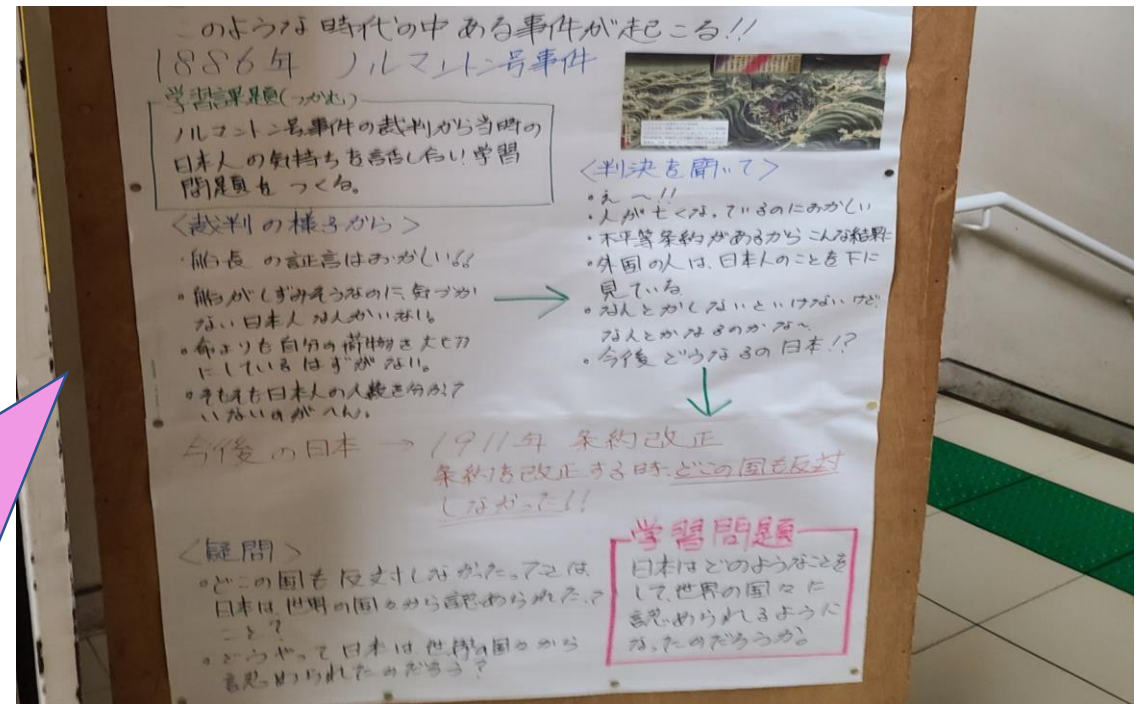 のような時代の中ある事件が起こる!!
1886年 ノルマントン号事件
学習課題(つかむ)
ノルマントン号事件の裁判から当時の
日本人の気持ちを話し合い学習
問題をつくる。
<裁判の様子から>
・船長の証言はおかしい!!
・船がしずみそうなのに、気づか
ない日本人なんかいない。
・命よりも自分の荷物を大切
にしているはずがない。
・そもそも日本人の人数を分かって
いないのがへん。
<判決を聞いて>
・え〜!!
・人が亡くなっているのにおかしい
・不平等条約があるからこんな結果に
・外国の人は、日本人のことを下に
見ている
・なんとかしないといけないけど、
なんとかなるのかな〜
・今後どうなるの日本!?
今後の日本 → 1911年 条約改正
条約を改正する時、どこの国も反対
しなかった!!
<疑問>
・どこの国も反対しなかったってことは、
日本は、世界の国々から認められたって
こと?
・どうやって日本は世界の国々から
認められたのだろう?
学習問題
日本はどのようなことを
して、世界の国々に
認められるように
なったのだろうか。